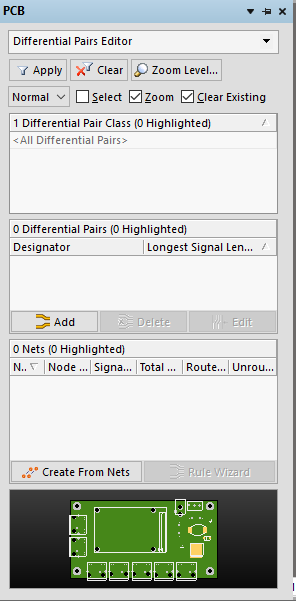 PCB
Differential Pairs Editor
Apply Clear Zoom Level...
Normal Select Zoom Clear Existing
1 Differential Pair Class (0 Highlighted)
<All Differential Pairs>
0 Differential Pairs (0 Highlighted)
Designator Longest Signal Len...
Add Delete Edit
0 Nets (0 Highlighted)
N.. Node ... Signa... Total ... Route... Unrou...
Create From Nets Rule Wizard